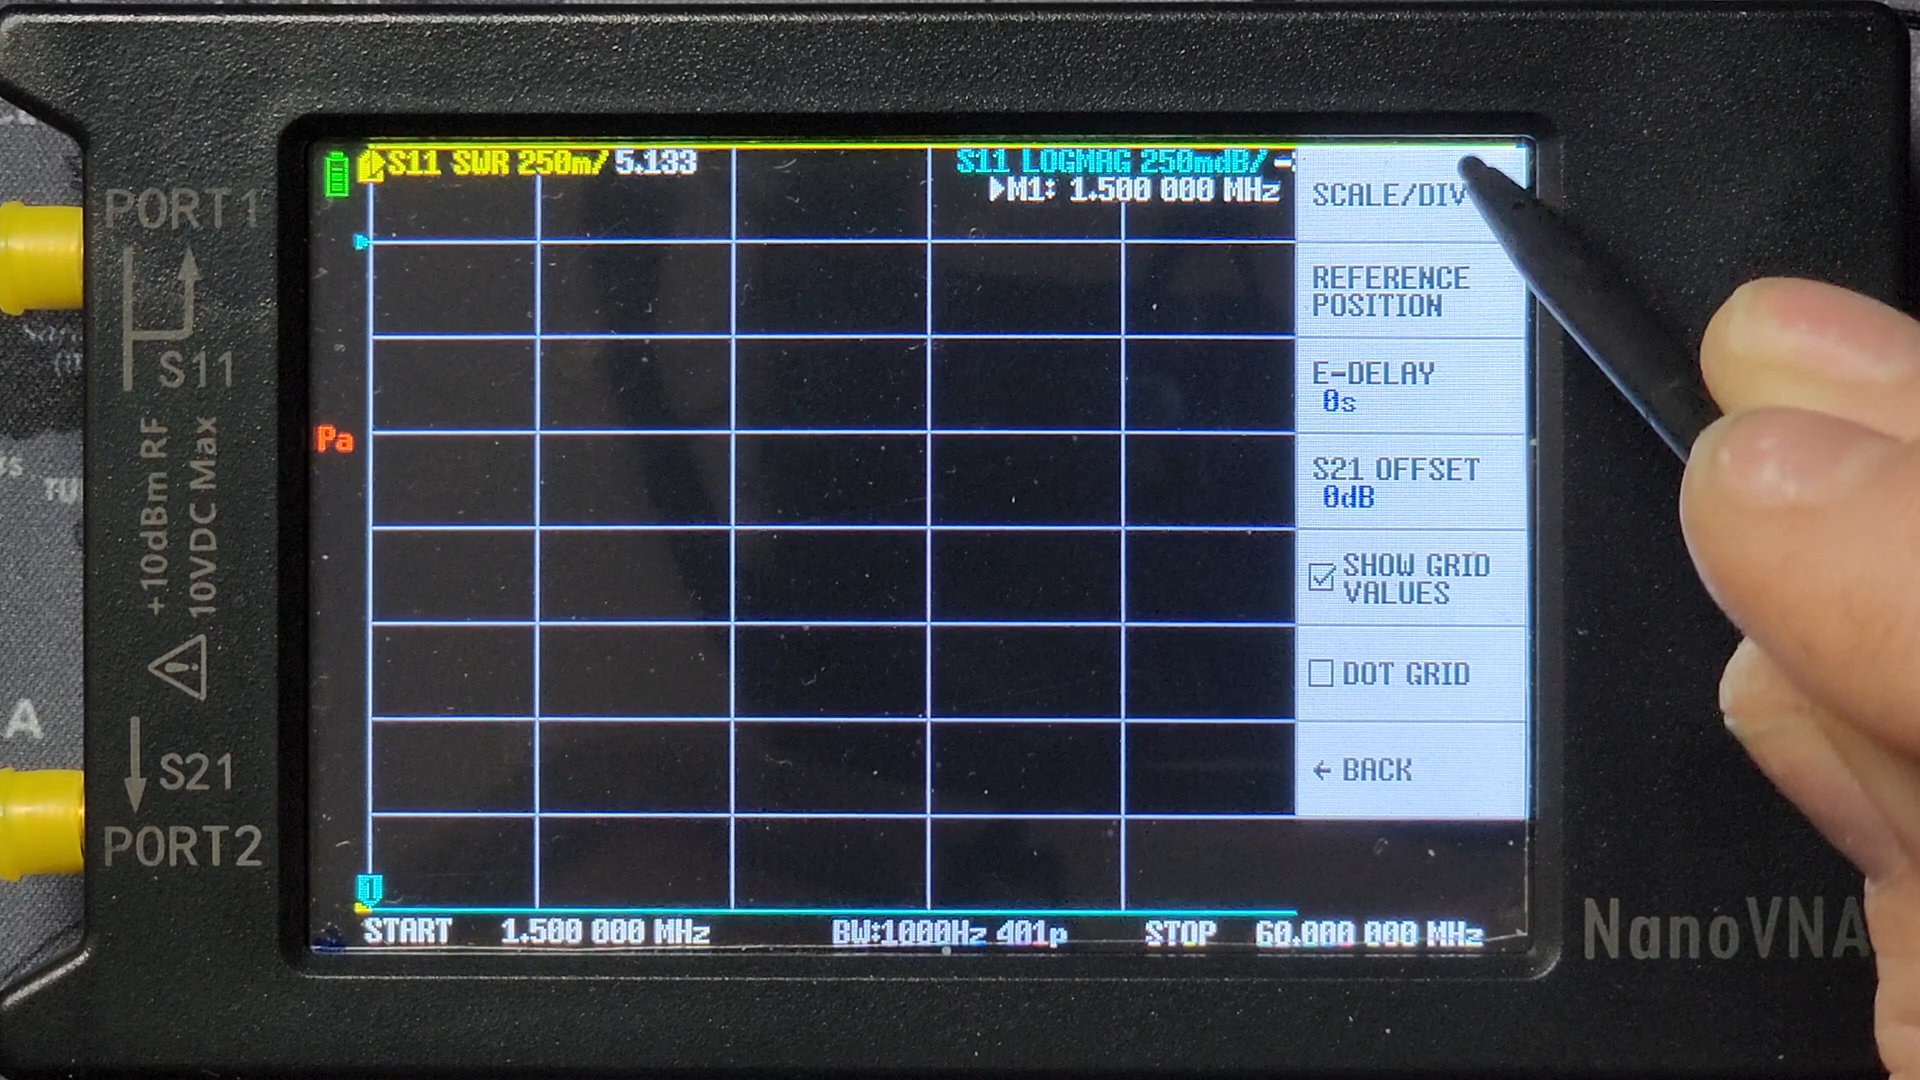 PORT1
S11
+10dBm RF
10VDC Max
S21
PORT2
A
S11 SWR 250m/ 5.133
S11 LOGMAG 250mdB/ -
M1: 1.500 000 MHz
Pa
1
START 1.500 000 MHz
BW:1000Hz 401p
STOP 60.000 000 MHz
SCALE/DIV
REFERENCE
POSITION
E-DELAY
0s
S21 OFFSET
0dB
SHOW GRID
VALUES
DOT GRID
← BACK
NanoVNA